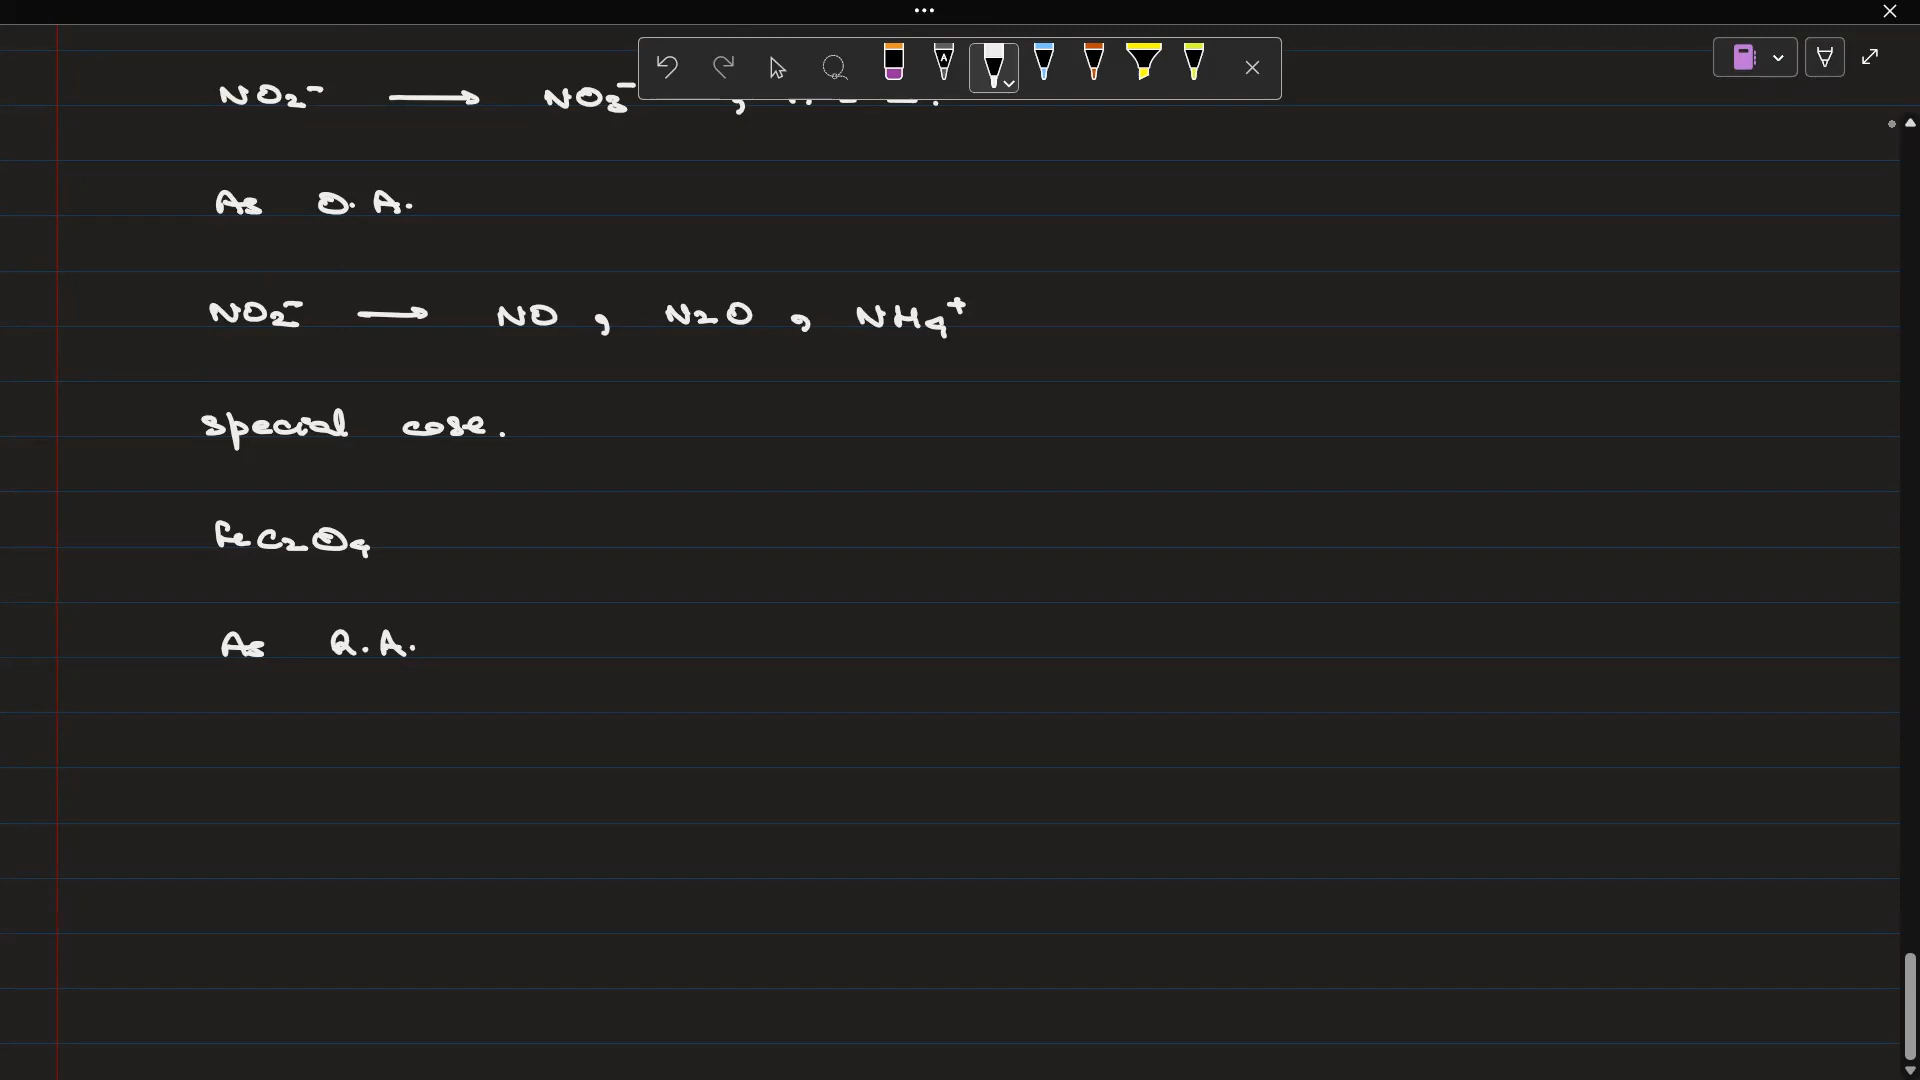 NO2⁻ ⟶ NO3⁻ ,
As O.A.
NO2⁻ ⟶ NO , N2O , NH4⁺
special case.
FeC2O4
As R.A.